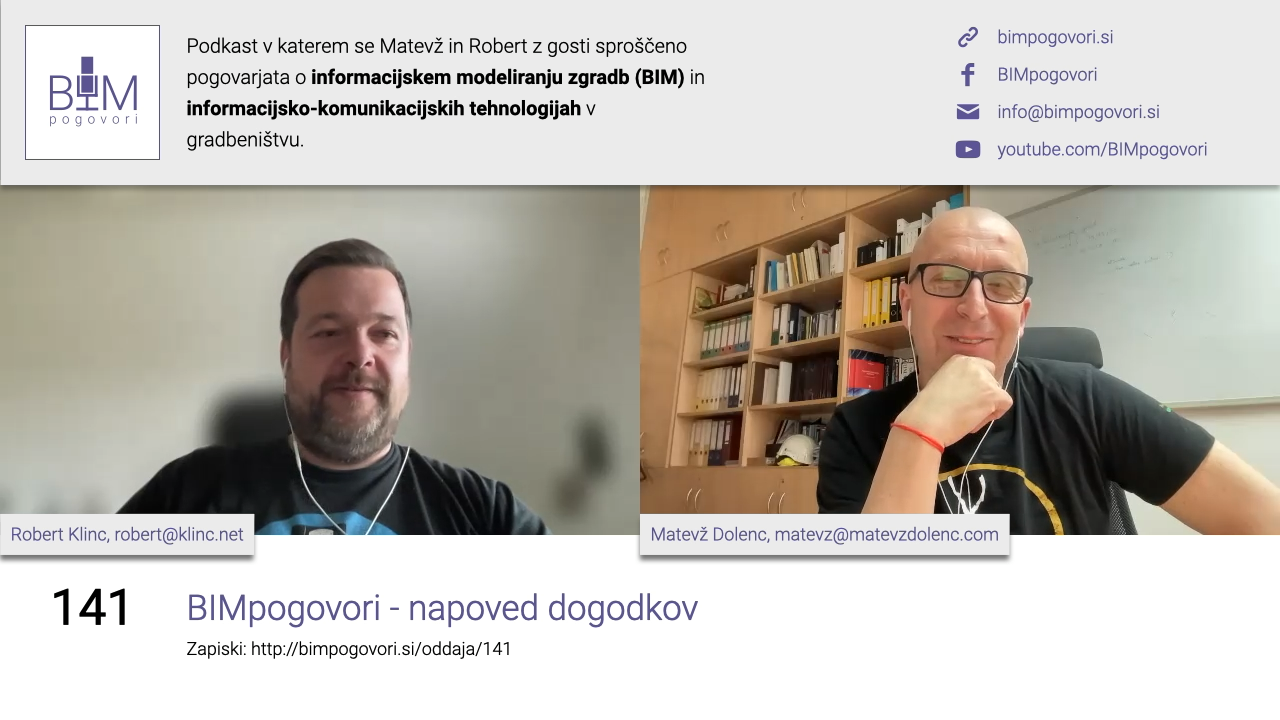 BIM
pogovori
Podkast v katerem se Matevž in Robert z gosti sproščeno
pogovarjata o informacijskem modeliranju zgradb (BIM) in
informacijsko-komunikacijskih tehnologijah v
gradbeništvu.
bimpogovori.si
BIMpogovori
info@bimpogovori.si
youtube.com/BIMpogovori
Robert Klinc, robert@klinc.net
Matevž Dolenc, matevz@matevzdolenc.com
141
BIMpogovori - napoved dogodkov
Zapiski: http://bimpogovori.si/oddaja/141